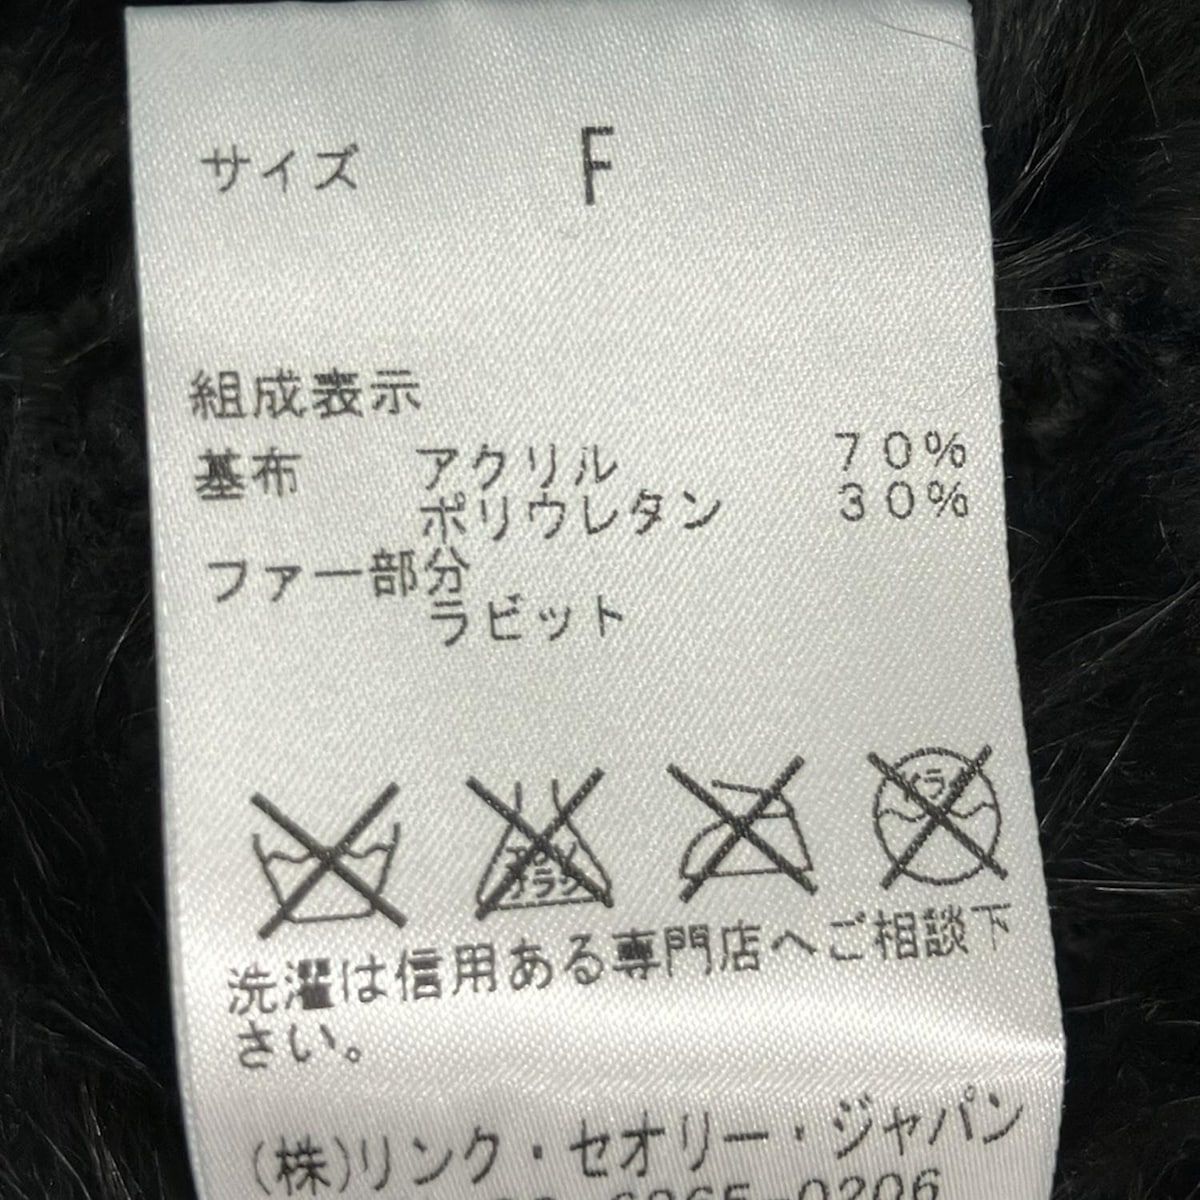 サイズ F
組成表示
基布 アクリル 70%
ポリウレタン 30%
ファー部分
ラビット
洗濯は信用ある専門店へご相談下
さい。
(株)リンク・セオリー・ジャパン
6965-0206